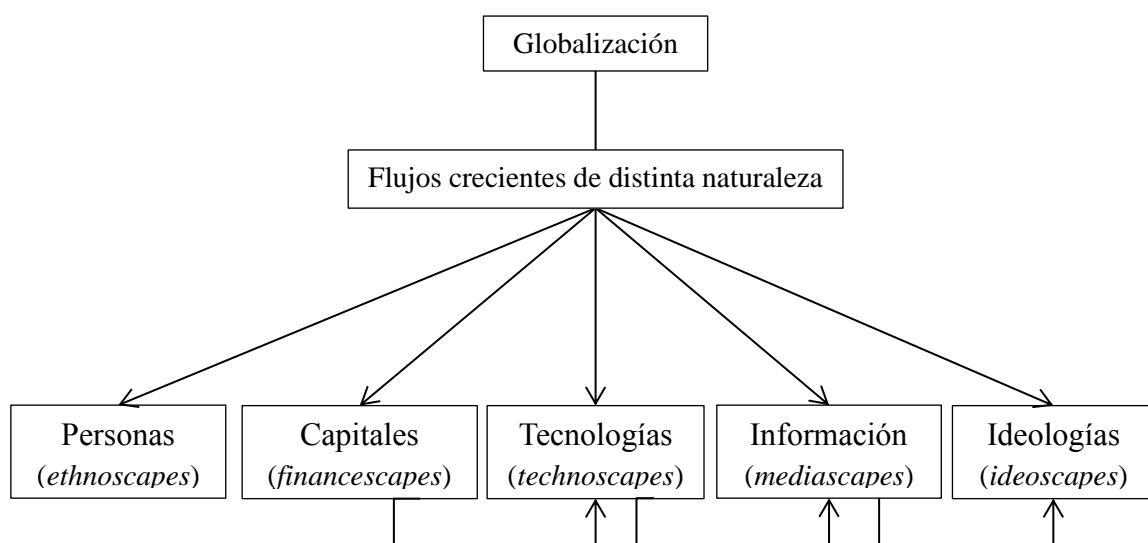 Globalización
Flujos crecientes de distinta naturaleza
Personas
(ethnoscapes)
Capitales
(financescapes)
Tecnologías
(technoscapes)
Información
(mediascapes)
Ideologías
(ideoscapes)